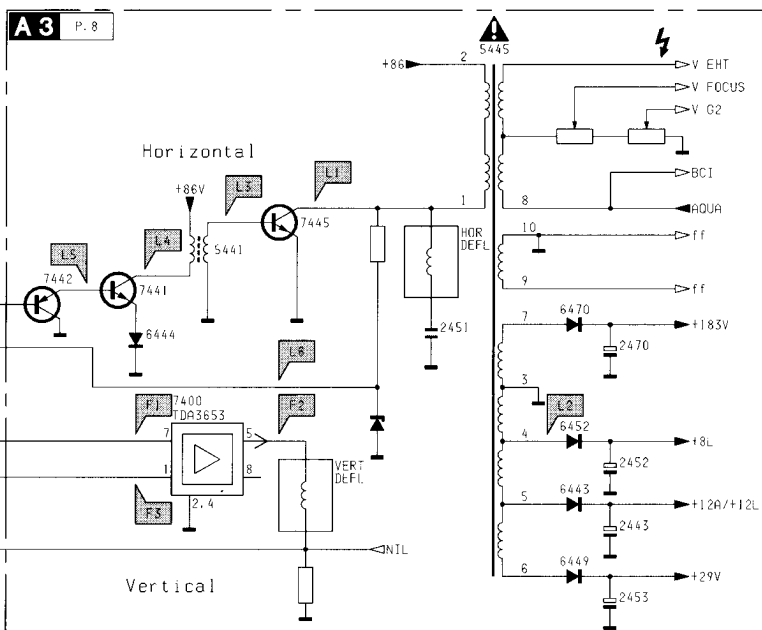 A3 P.8
5445
+86
2
V EHT
V FOCUS
V G2
Horizontal
+86V
L3
L1
1
8
BCI
AQUA
7445
5441
L4
L5
7442
7441
6444
HOR
DEFL
2451
10
ff
9
ff
7
6470
+183V
2470
L6
3
F1
7400
TDA3653
F2
L2
6452
7
5
4
+8L
2452
1
8
VERT
DEFL
2,4
F3
5
6443
+12A/+12L
2443
NIL
6
6449
+29V
2453
Vertical